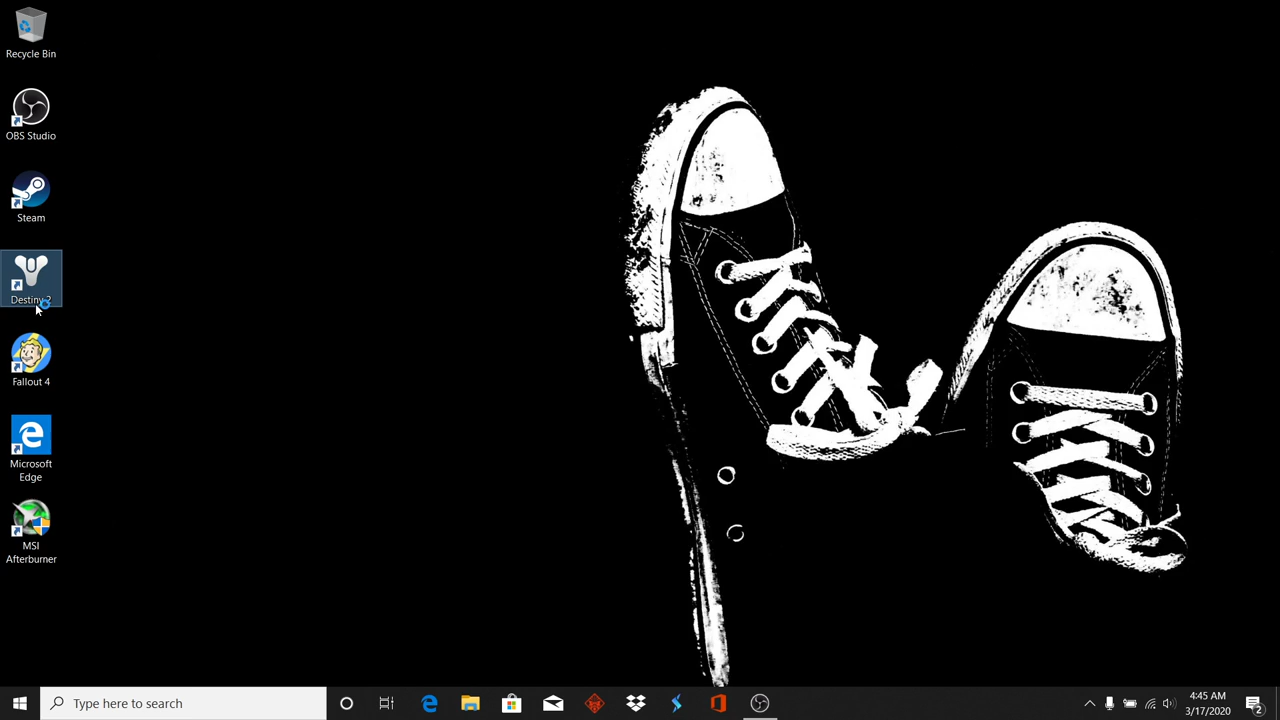 Recycle Bin
OBS Studio
Steam
Destiny 2
Fallout 4
Microsoft
Edge
MSI
Afterburner
Type here to search
4:45 AM
3/17/2020
2